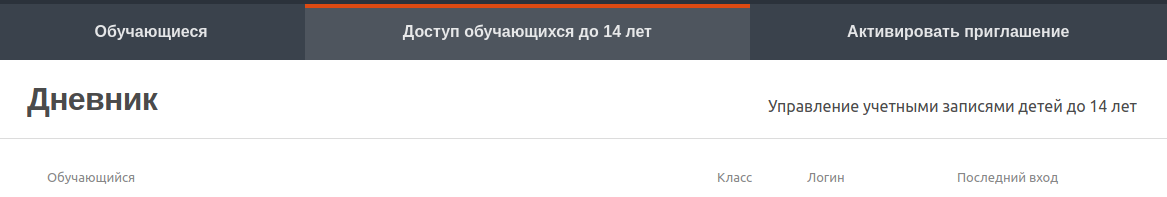 Обучающиеся Доступ обучающихся до 14 лет Активировать приглашение
Дневник Управление учетными записями детей до 14 лет
Обучающийся Класс Логин Последний вход